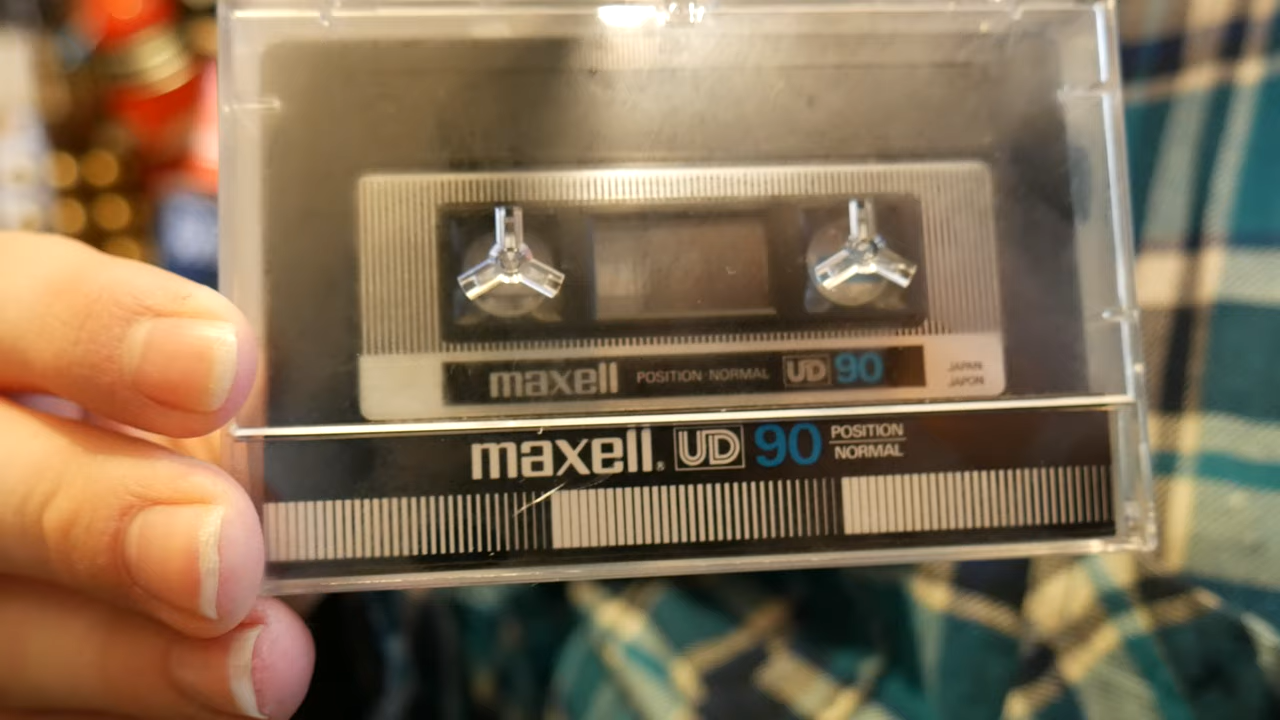 maxell POSITION·NORMAL UD 90
JAPAN
JAPON
maxell® UD 90 POSITION
NORMAL